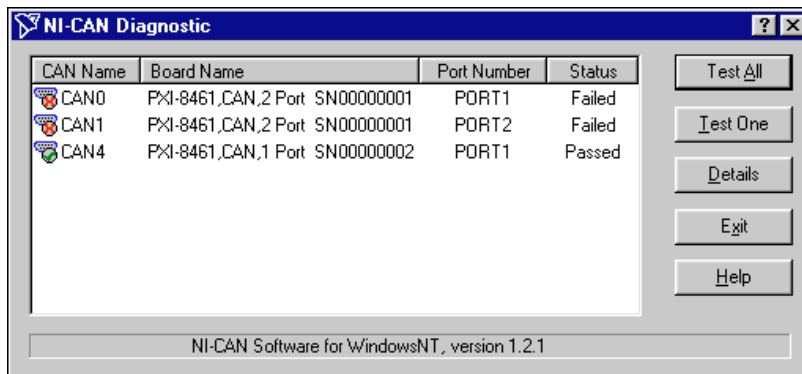 NI-CAN Diagnostic
CAN Name Board Name Port Number Status
CAN0 PXI-8461,CAN,2 Port SN00000001 PORT1 Failed
CAN1 PXI-8461,CAN,2 Port SN00000001 PORT2 Failed
CAN4 PXI-8461,CAN,1 Port SN00000002 PORT1 Passed
Test All
Test One
Details
Exit
Help
NI-CAN Software for WindowsNT, version 1.2.1